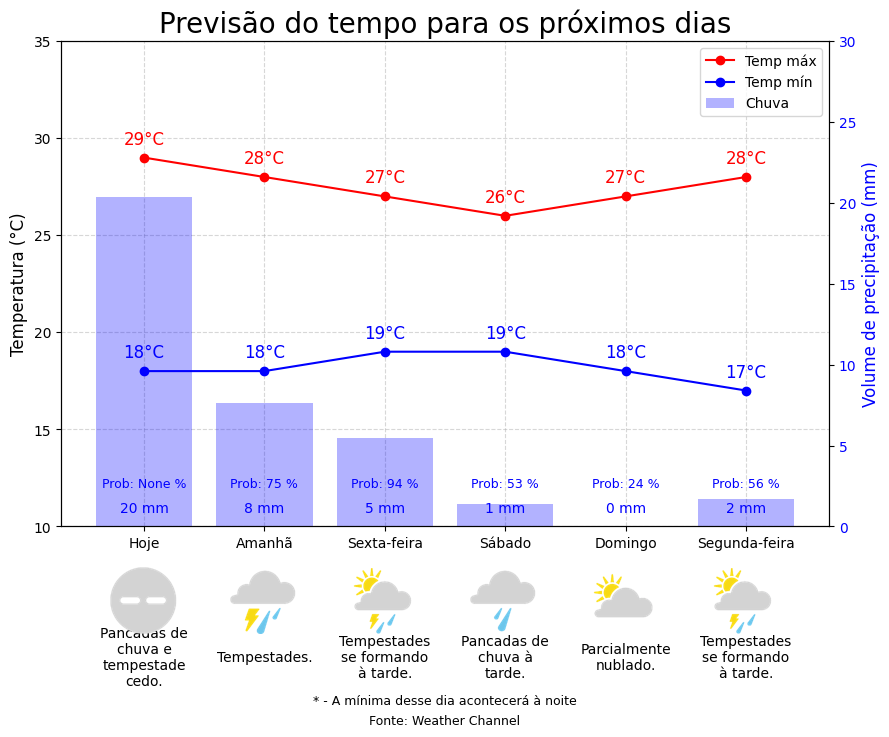 Previsão do tempo para os próximos dias
Temp máx
Temp mín
Chuva
35
30
25
20
15
10
Temperatura (°C)
30
25
20
15
10
5
0
Volume de precipitação (mm)
29°C
28°C
27°C
26°C
27°C
28°C
18°C
18°C
19°C
19°C
18°C
17°C
Prob: None %
Prob: 75 %
Prob: 94 %
Prob: 53 %
Prob: 24 %
Prob: 56 %
20 mm
8 mm
5 mm
1 mm
0 mm
2 mm
Hoje
Amanhã
Sexta-feira
Sábado
Domingo
Segunda-feira
Pancadas de
chuva e
tempestade
cedo.
Tempestades.
Tempestades
se formando
à tarde.
Pancadas de
chuva à
tarde.
Parcialmente
nublado.
Tempestades
se formando
à tarde.
* - A mínima desse dia acontecerá à noite
Fonte: Weather Channel